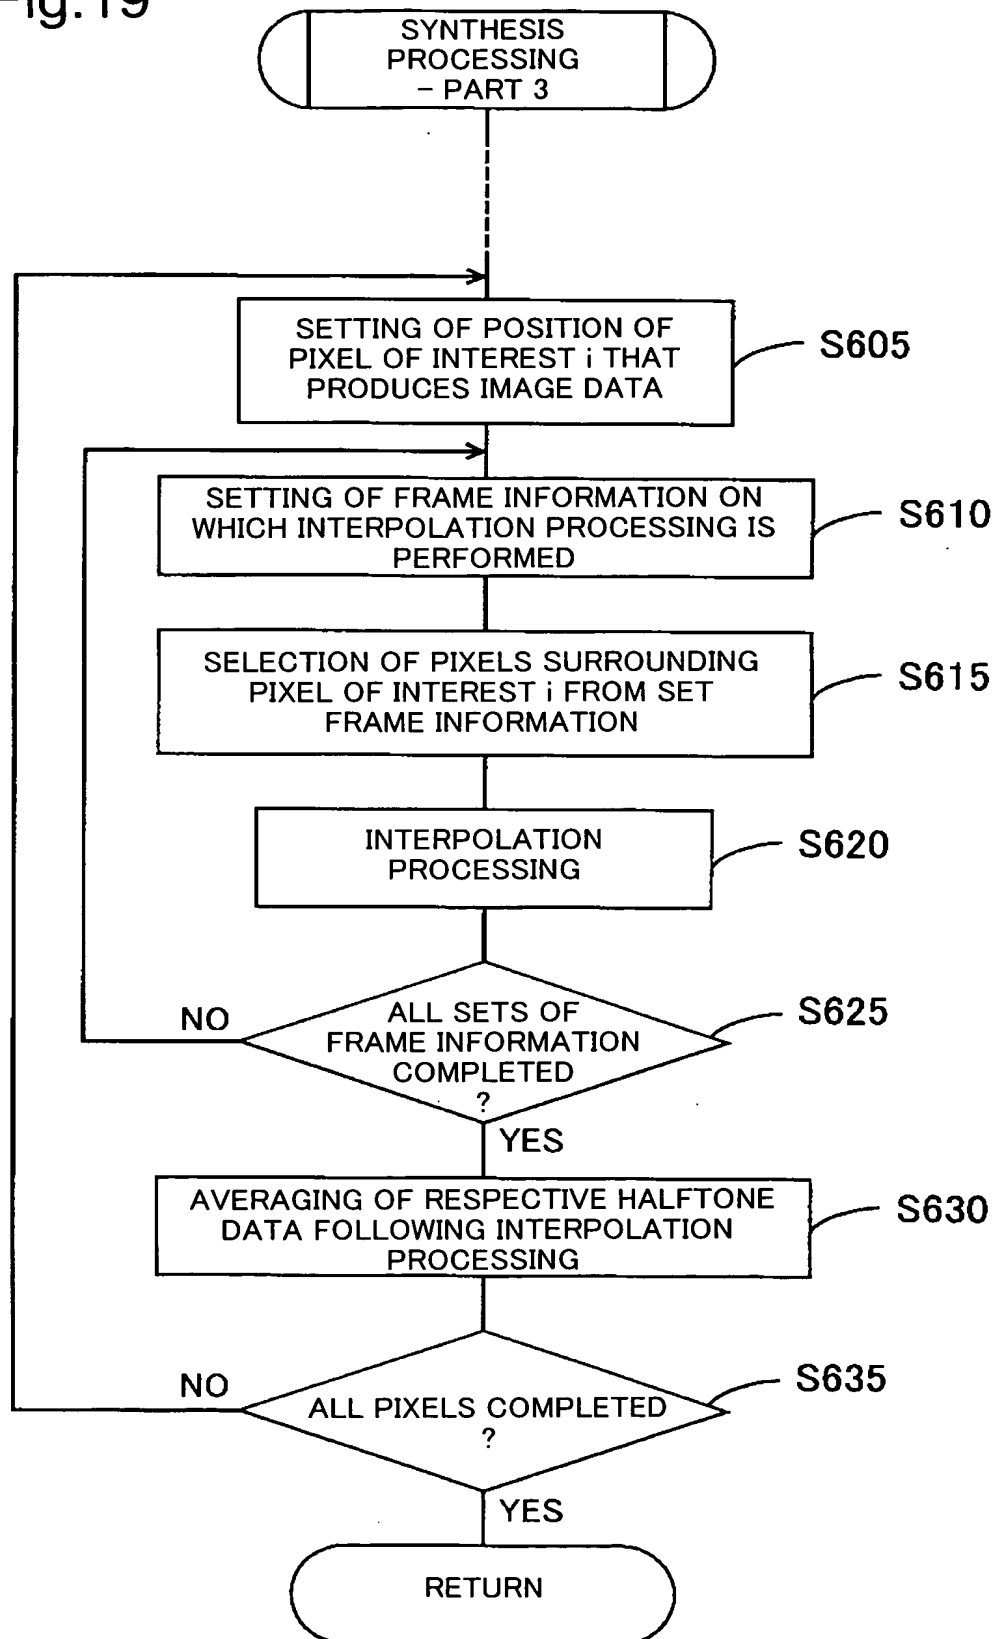 Fig.19
SYNTHESIS
PROCESSING
– PART 3
SETTING OF POSITION OF
PIXEL OF INTEREST i THAT
PRODUCES IMAGE DATA
S605
SETTING OF FRAME INFORMATION ON
WHICH INTERPOLATION PROCESSING IS
PERFORMED
S610
SELECTION OF PIXELS SURROUNDING
PIXEL OF INTEREST i FROM SET
FRAME INFORMATION
S615
INTERPOLATION
PROCESSING
S620
ALL SETS OF
FRAME INFORMATION
COMPLETED
?
S625
NO
YES
AVERAGING OF RESPECTIVE HALFTONE
DATA FOLLOWING INTERPOLATION
PROCESSING
S630
ALL PIXELS COMPLETED
?
S635
NO
YES
RETURN